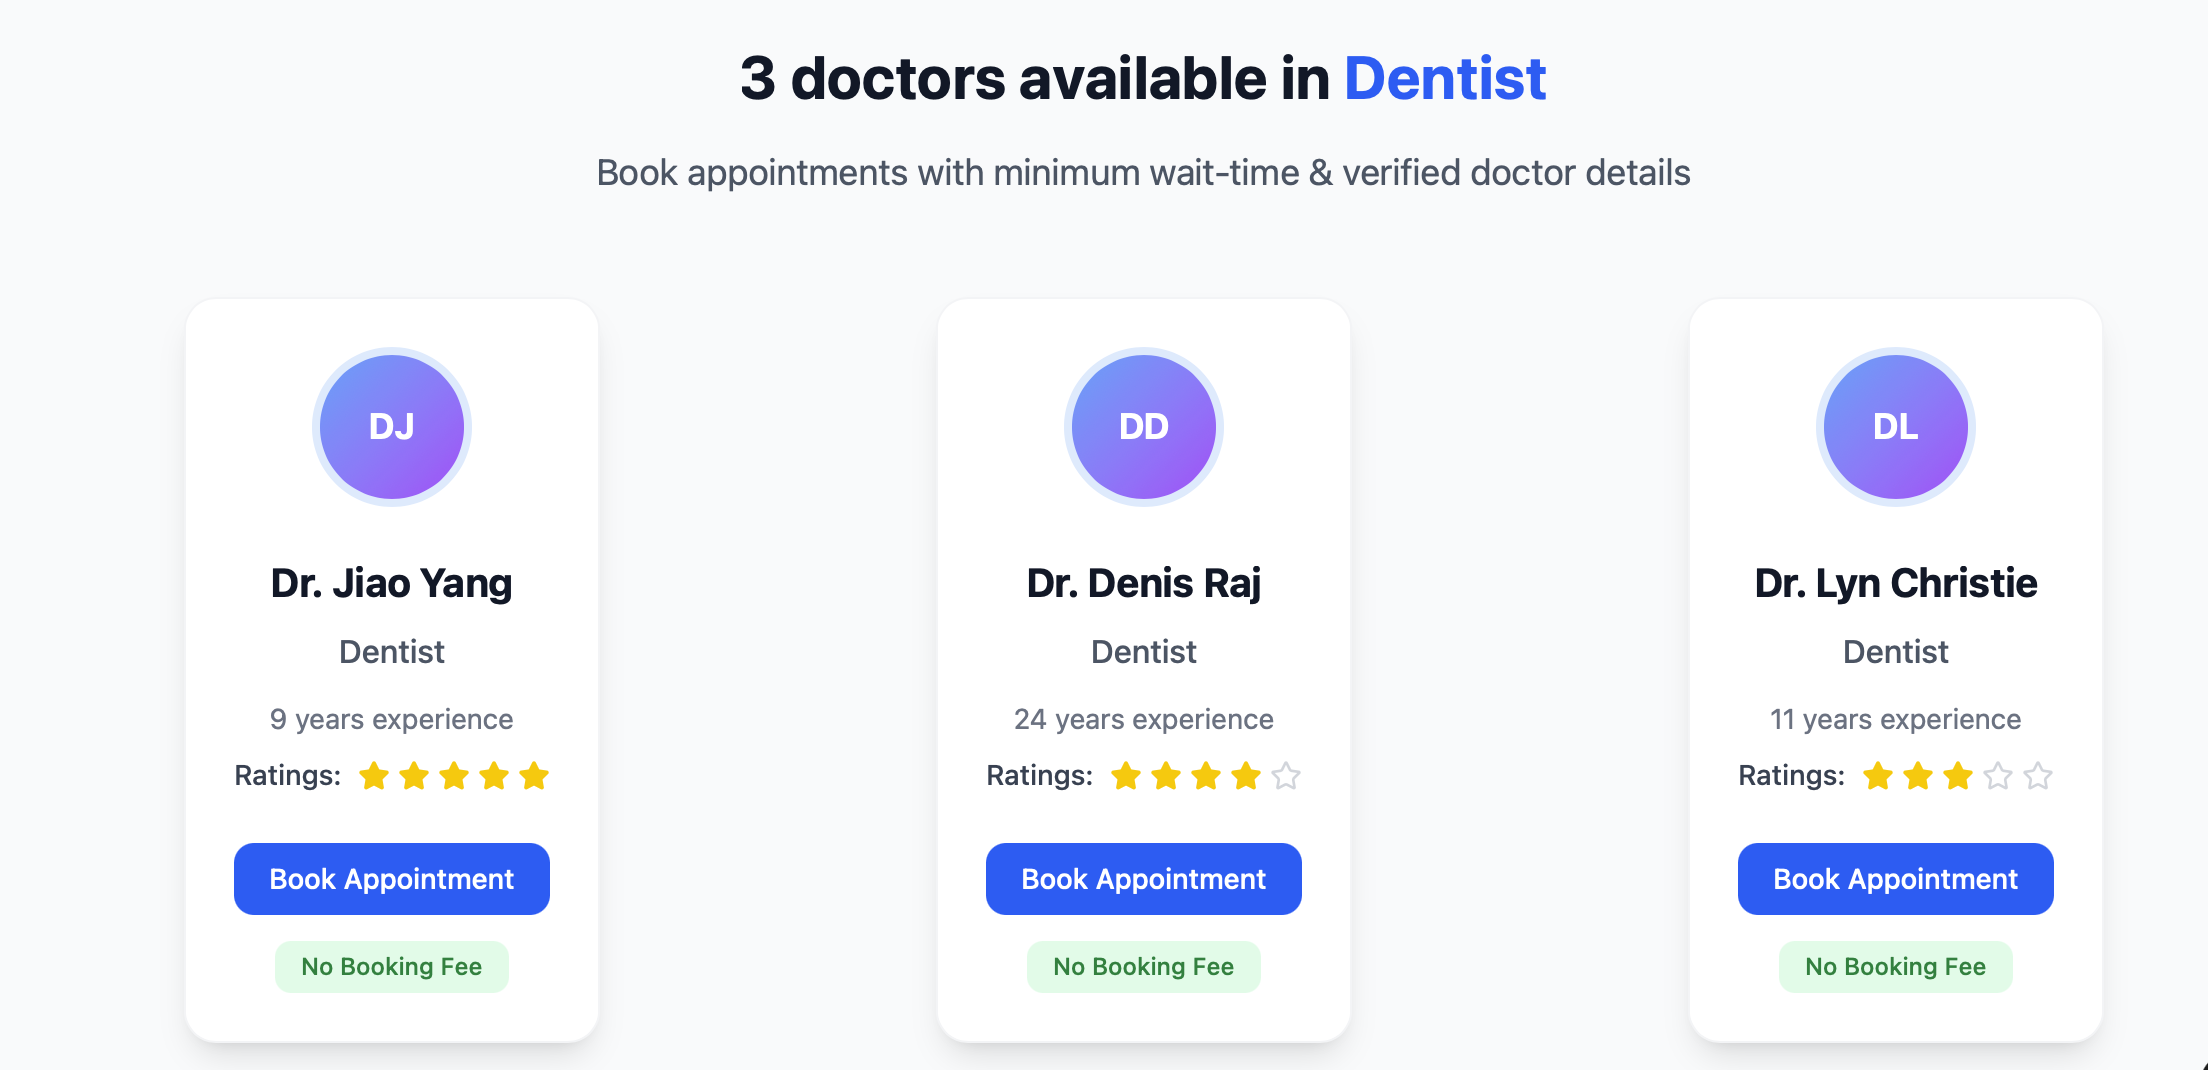 3 doctors available in Dentist
Book appointments with minimum wait-time & verified doctor details
DJ
Dr. Jiao Yang
Dentist
9 years experience
Ratings:
Book Appointment
No Booking Fee
DD
Dr. Denis Raj
Dentist
24 years experience
Ratings:
Book Appointment
No Booking Fee
DL
Dr. Lyn Christie
Dentist
11 years experience
Ratings:
Book Appointment
No Booking Fee